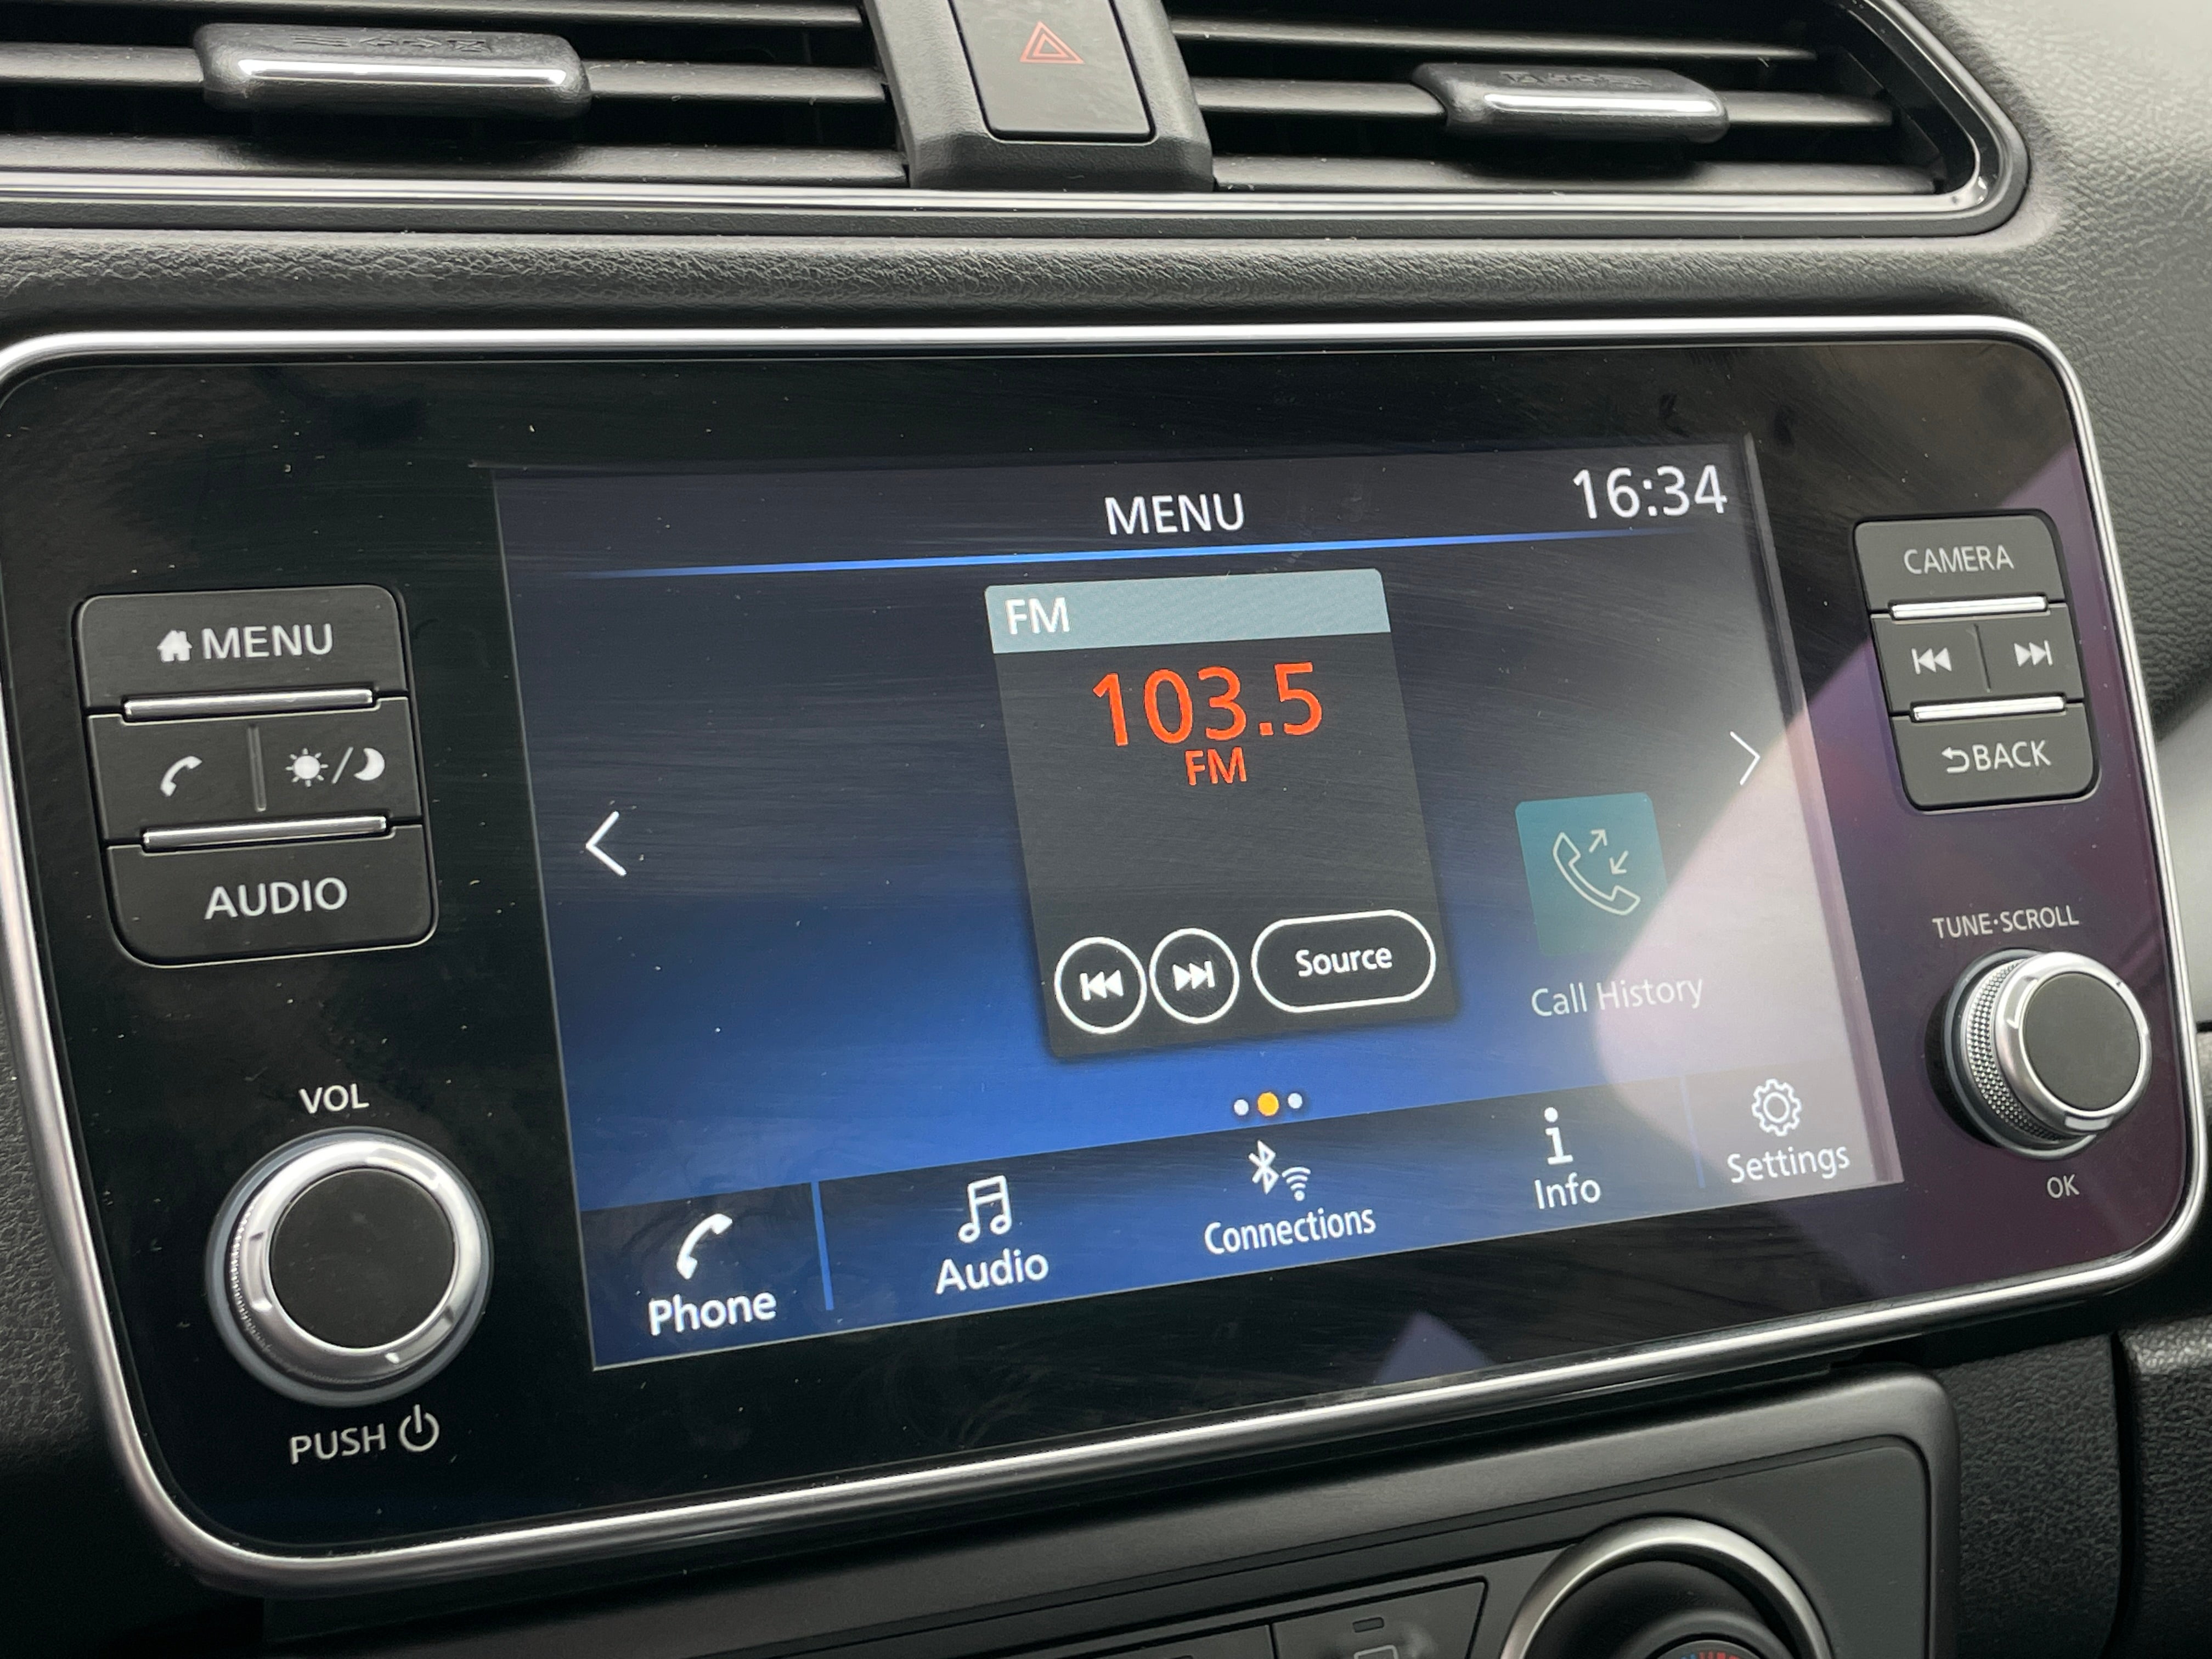 MENU
16:34
CAMERA
FM
MENU
103.5
FM
BACK
AUDIO
TUNE·SCROLL
Source
Call History
VOL
Phone
Audio
Connections
Info
Settings
OK
PUSH